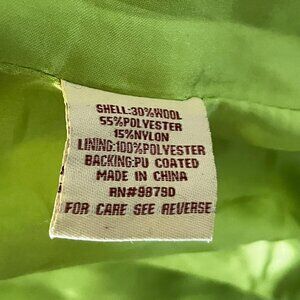 SHELL:30%WOOL
55%POLYESTER
15%NYLON
LINING:100%POLYESTER
BACKING:PU COATED
MADE IN CHINA
RN#98790
FOR CARE SEE REVERSE